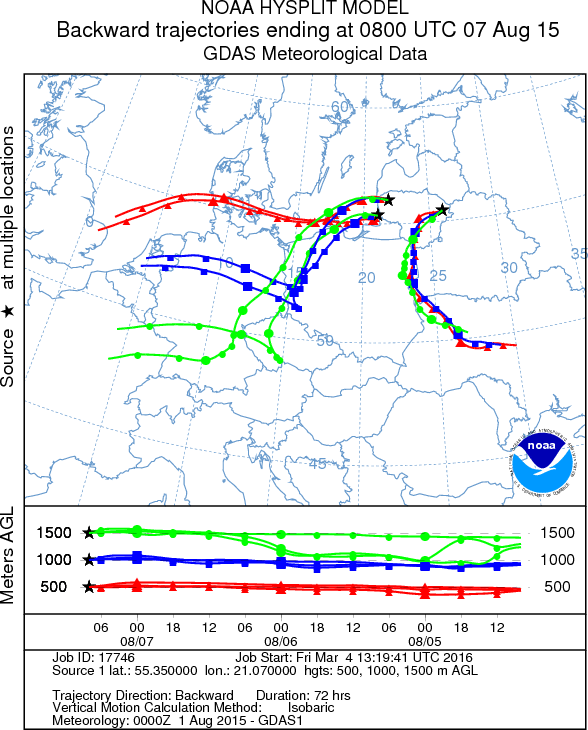 NOAA HYSPLIT MODEL
Backward trajectories ending at 0800 UTC 07 Aug 15
GDAS Meteorological Data
Source ★ at multiple locations
60
20
25
30
35
50
45
noaa
Meters AGL
1500 1500
1000 1000
500 500
06 00 18 12 06 00 18 12 06 00 18 12
08/07 08/06 08/05
Job ID: 17746 Job Start: Fri Mar 4 13:19:41 UTC 2016
Source 1 lat.: 55.350000 lon.: 21.070000 hgts: 500, 1000, 1500 m AGL
Trajectory Direction: Backward Duration: 72 hrs
Vertical Motion Calculation Method: Isobaric
Meteorology: 0000Z 1 Aug 2015 - GDAS1